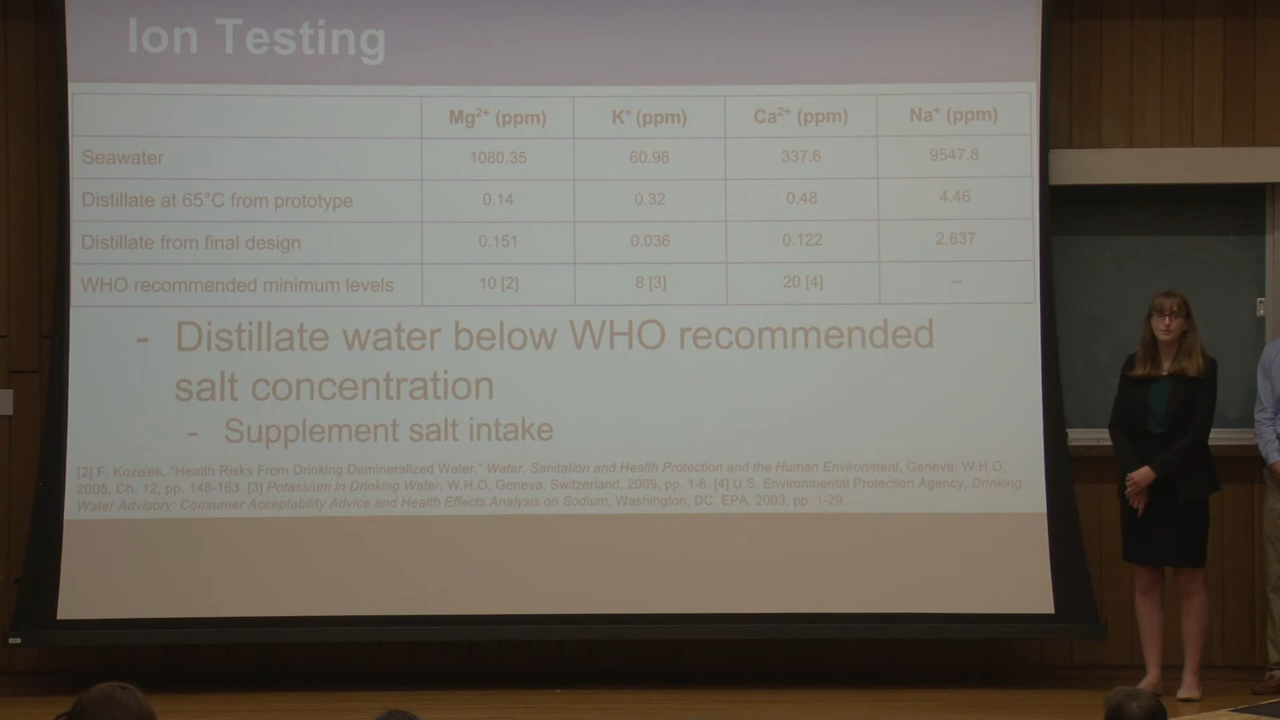 Ion Testing
Mg²⁺ (ppm) K⁺ (ppm) Ca²⁺ (ppm) Na⁺ (ppm)
Seawater 1080.35 60.98 337.6 9547.8
Distillate at 65°C from prototype 0.14 0.32 0.48 4.46
Distillate from final design 0.151 0.036 0.122 2.637
WHO recommended minimum levels 10 [2] 8 [3] 20 [4] --
- Distillate water below WHO recommended
salt concentration
- Supplement salt intake
[2] F. Kozisek, "Health Risks From Drinking Demineralized Water," Water, Sanitation and Health Protection and the Human Environment, Geneva, W.H.O,
2005, Ch. 12, pp. 148-163. [3] Potassium in Drinking Water, W.H.O, Geneva, Switzerland, 2009, pp. 1-6. [4] U.S. Environmental Protection Agency, Drinking
Water Advisory: Consumer Acceptability Advice and Health Effects Analysis on Sodium, Washington, DC: EPA, 2003, pp. 1-29.